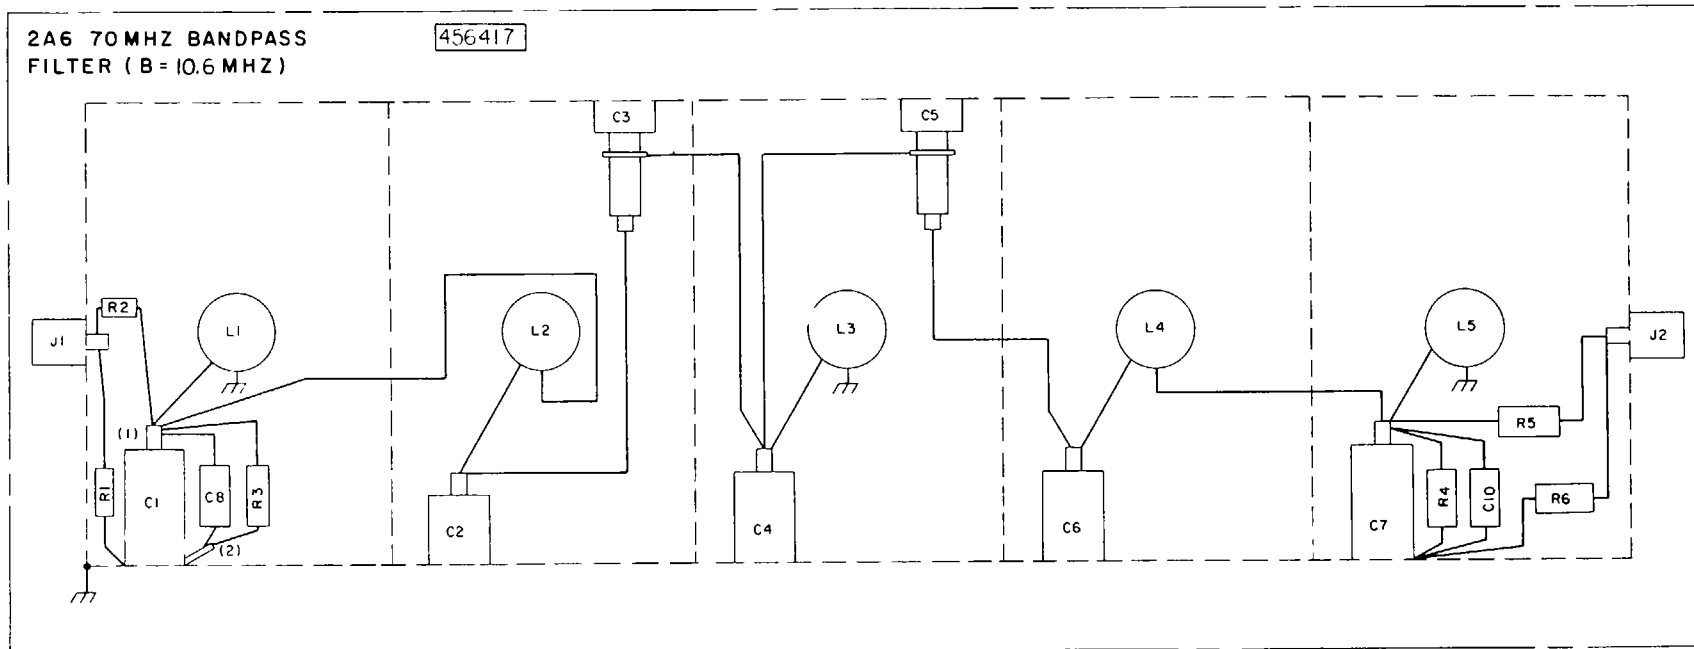 2A6 70MHZ BANDPASS
FILTER (B=10.6MHZ)
456417
C3
C5
J1
R2
L1
L2
L3
L4
L5
J2
(1)
R1
C1
C8
R3
(2)
C2
C4
C6
C7
R4
C10
R5
R6